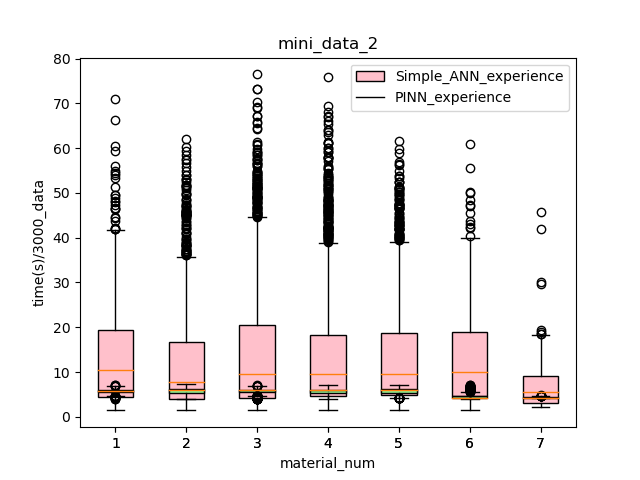 mini_data_2
80
70
60
50
40
30
20
10
0
time(s)/3000_data
Simple_ANN_experience
PINN_experience
1 2 3 4 5 6 7
material_num